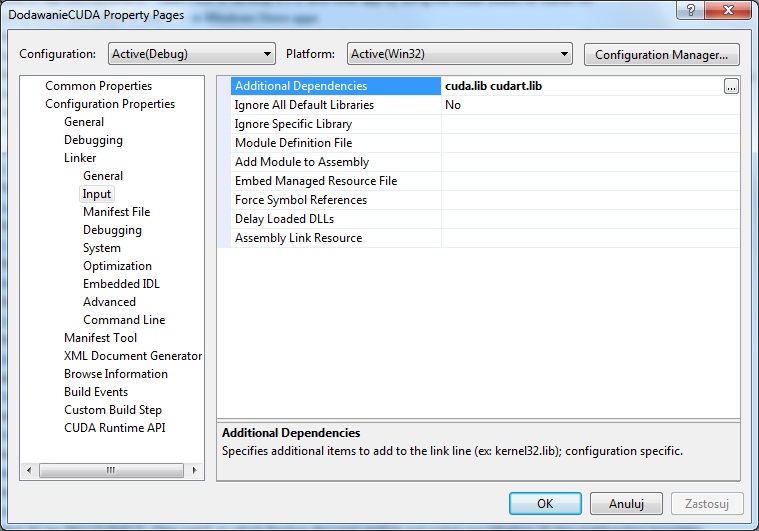 DodawanieCUDA Property Pages
Configuration: Active(Debug) Platform: Active(Win32) Configuration Manager...
Common Properties
Configuration Properties
General
Debugging
Linker
General
Input
Manifest File
Debugging
System
Optimization
Embedded IDL
Advanced
Command Line
Manifest Tool
XML Document Generator
Browse Information
Build Events
Custom Build Step
CUDA Runtime API
Additional Dependencies cuda.lib cudart.lib ...
Ignore All Default Libraries No
Ignore Specific Library
Module Definition File
Add Module to Assembly
Embed Managed Resource File
Force Symbol References
Delay Loaded DLLs
Assembly Link Resource
Additional Dependencies
Specifies additional items to add to the link line (ex: kernel32.lib); configuration specific.
OK Anuluj Zastosuj